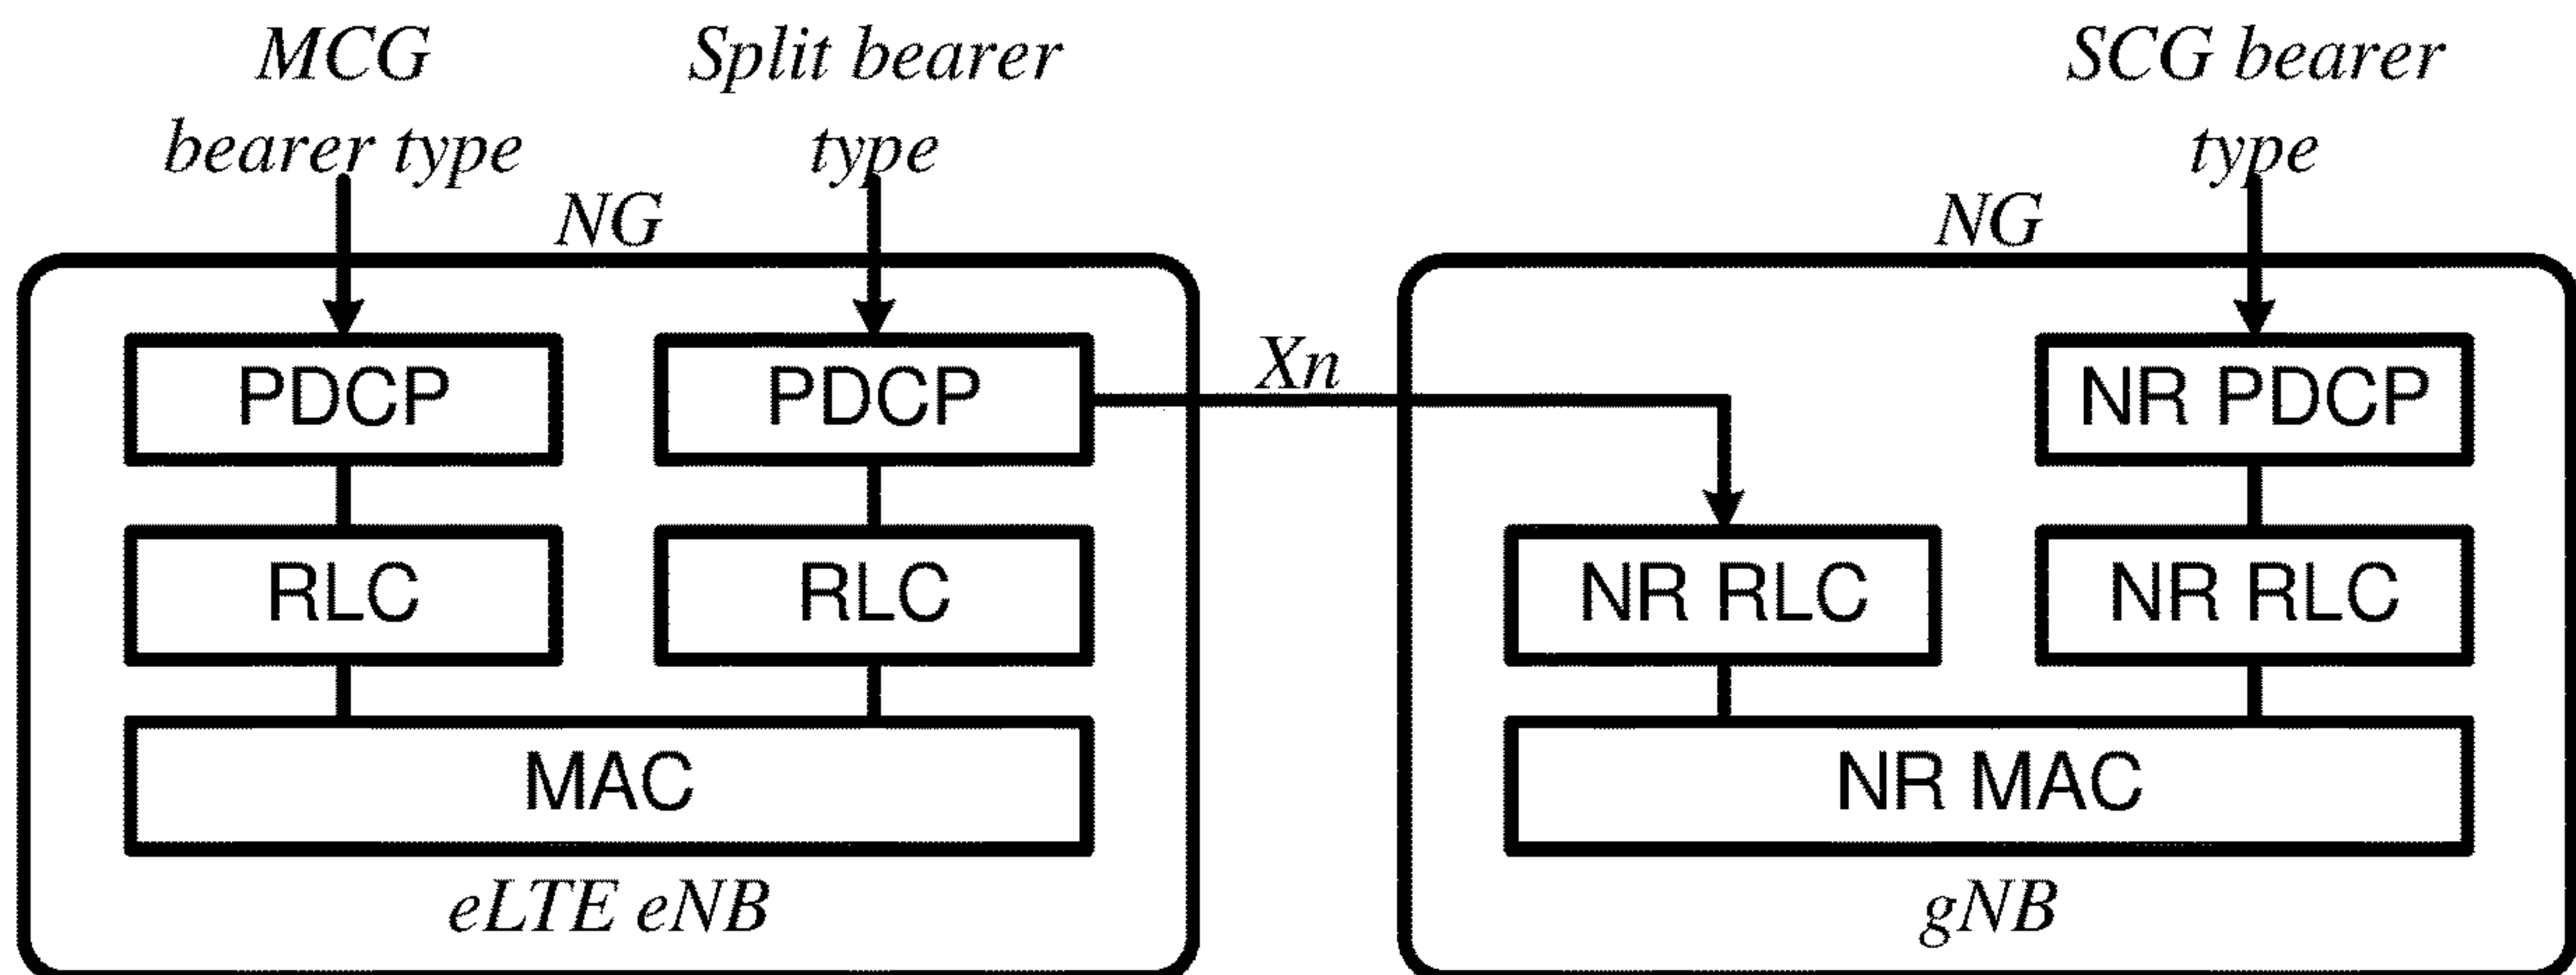 MCG
bearer type
Split bearer
type
SCG bearer
type
NG
NG
Xn
PDCP
PDCP
NR PDCP
RLC
RLC
NR RLC
NR RLC
MAC
NR MAC
eLTE eNB
gNB